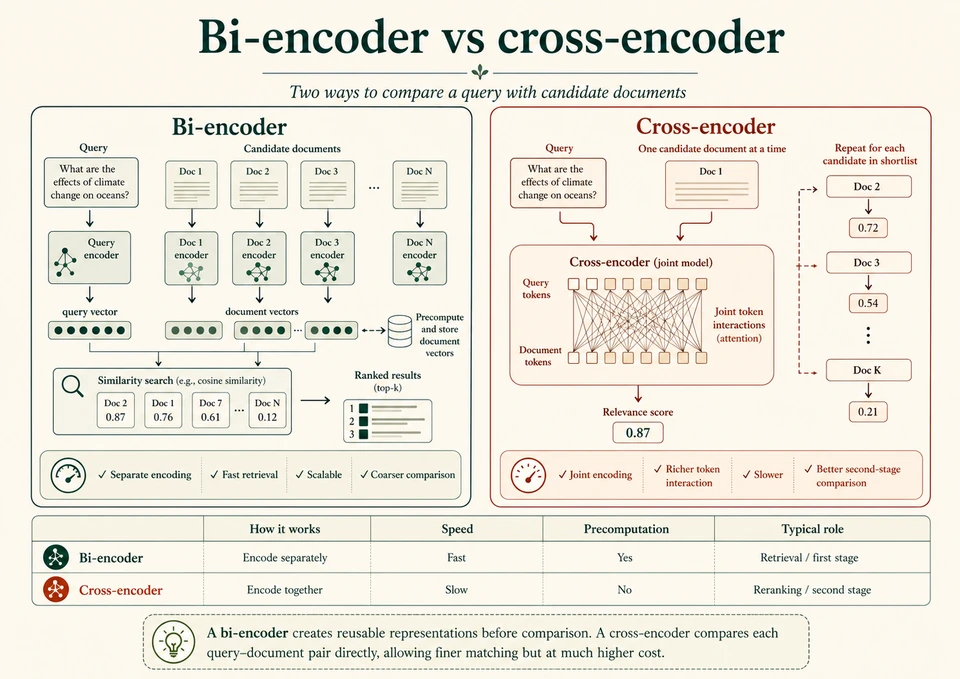 Bi-encoder vs cross-encoder
Two ways to compare a query with candidate documents
Bi-encoder
Query
Candidate documents
What are the
effects of climate
change on oceans?
Doc 1
Doc 2
Doc 3
...
Doc N
Query
encoder
Doc 1
encoder
Doc 2
encoder
Doc 3
encoder
Doc N
encoder
query vector
document vectors
...
Precompute
and store
document
vectors
Similarity search (e.g., cosine similarity)
Doc 2
0.87
Doc 1
0.76
Doc 7
0.61
...
Doc N
0.12
Ranked results
(top-k)
1
2
3
✓ Separate encoding
✓ Fast retrieval
✓ Scalable
✓ Coarser comparison
Cross-encoder
Query
One candidate document at a time
What are the
effects of climate
change on oceans?
Doc 1
Cross-encoder (joint model)
Query
tokens
Document
tokens
Joint token
interactions
(attention)
Relevance score
0.87
Repeat for each
candidate in shortlist
Doc 2
0.72
Doc 3
0.54
Doc K
0.21
✓ Joint encoding
✓ Richer token
interaction
✓ Slower
✓ Better second-stage
comparison
How it works Speed Precomputation Typical role
Bi-encoder Encode separately Fast Yes Retrieval / first stage
Cross-encoder Encode together Slow No Reranking / second stage
A bi-encoder creates reusable representations before comparison. A cross-encoder compares each
query–document pair directly, allowing finer matching but at much higher cost.